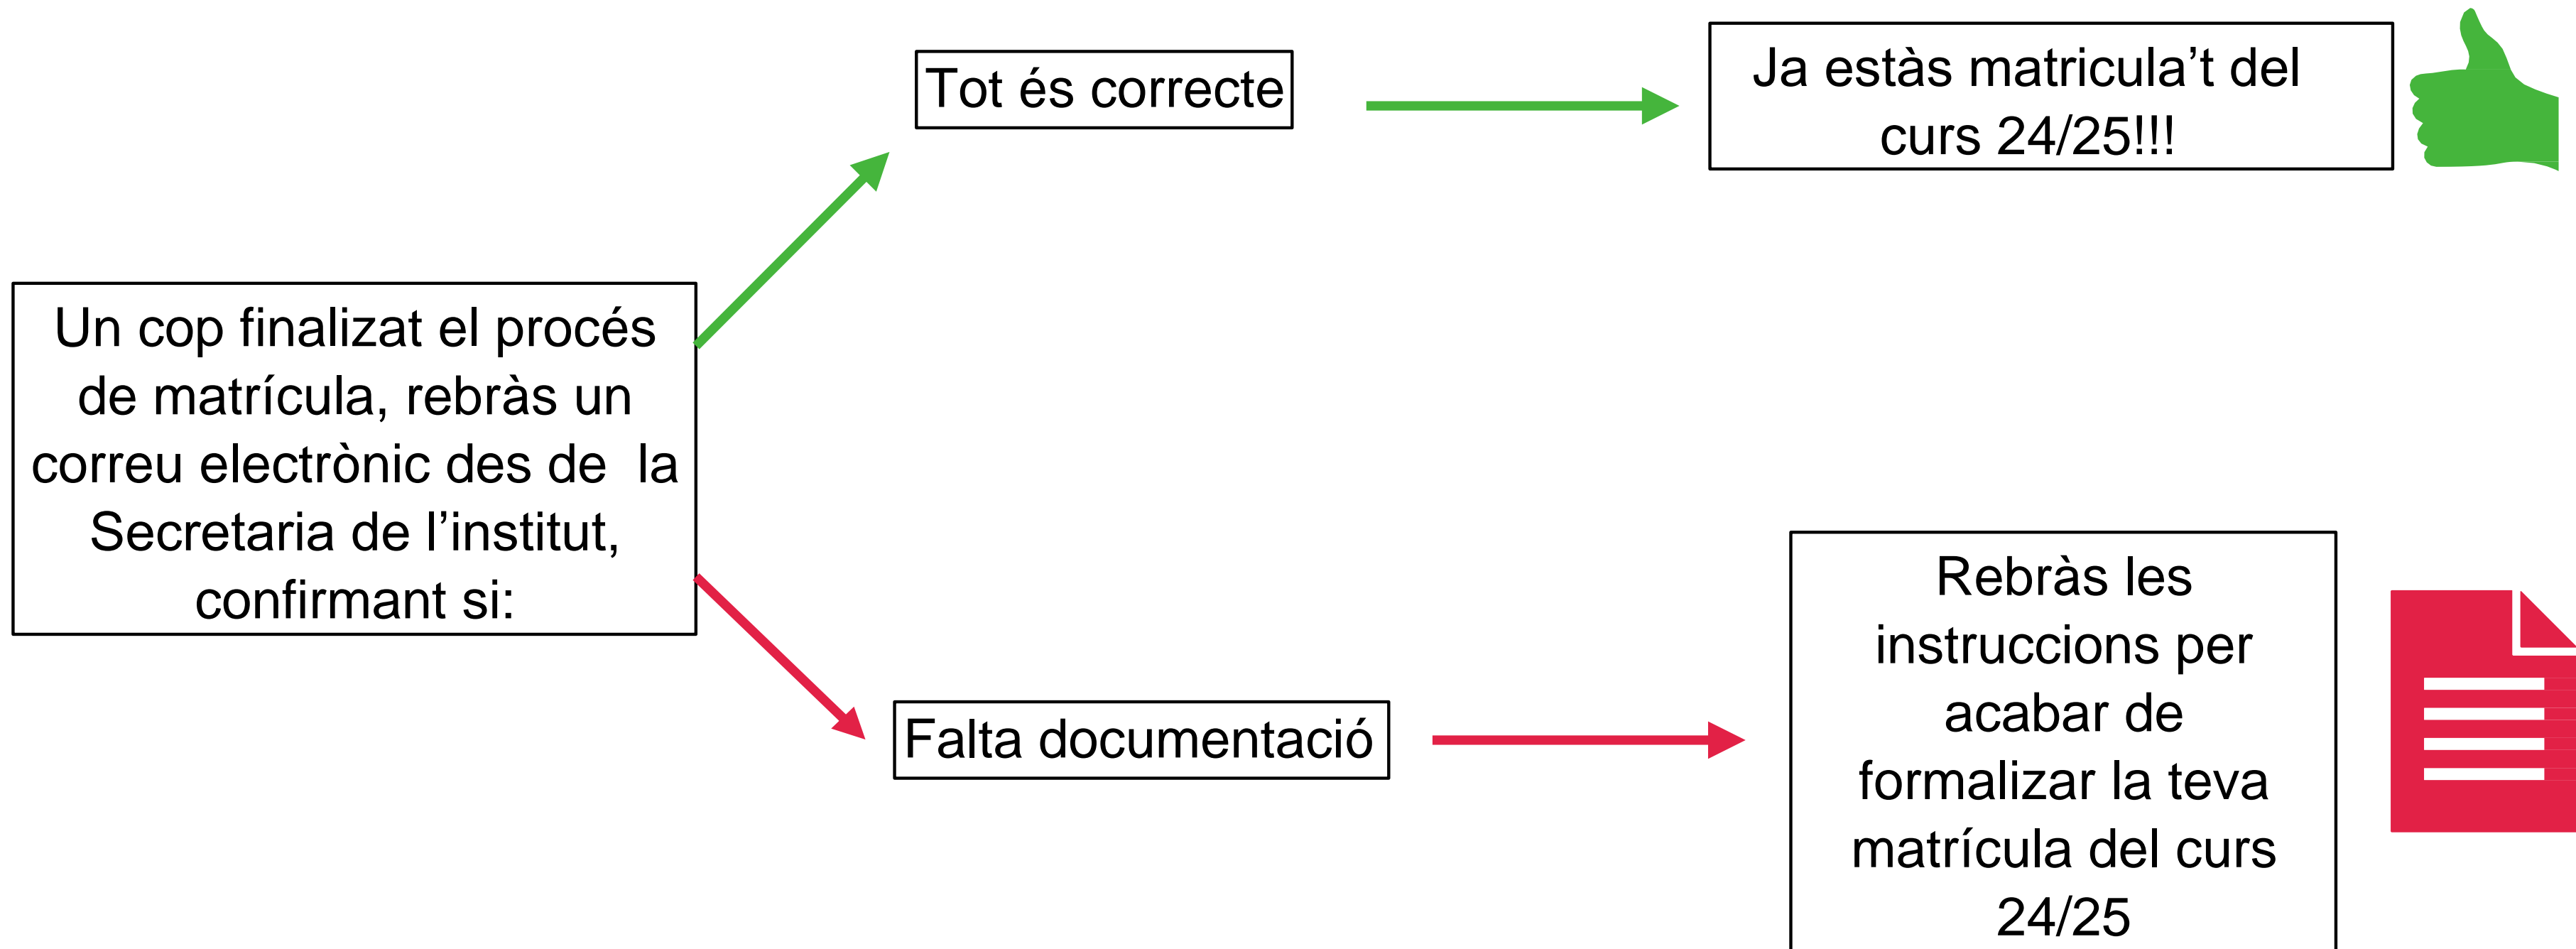 Tot és correcte
Ja estàs matricula’t del
curs 24/25!!!
Un cop finalizat el procés
de matrícula, rebràs un
correu electrònic des de  la
Secretaria de l’institut,
confirmant si:
Falta documentació
Rebràs les
instruccions per
acabar de
formalizar la teva
matrícula del curs
24/25